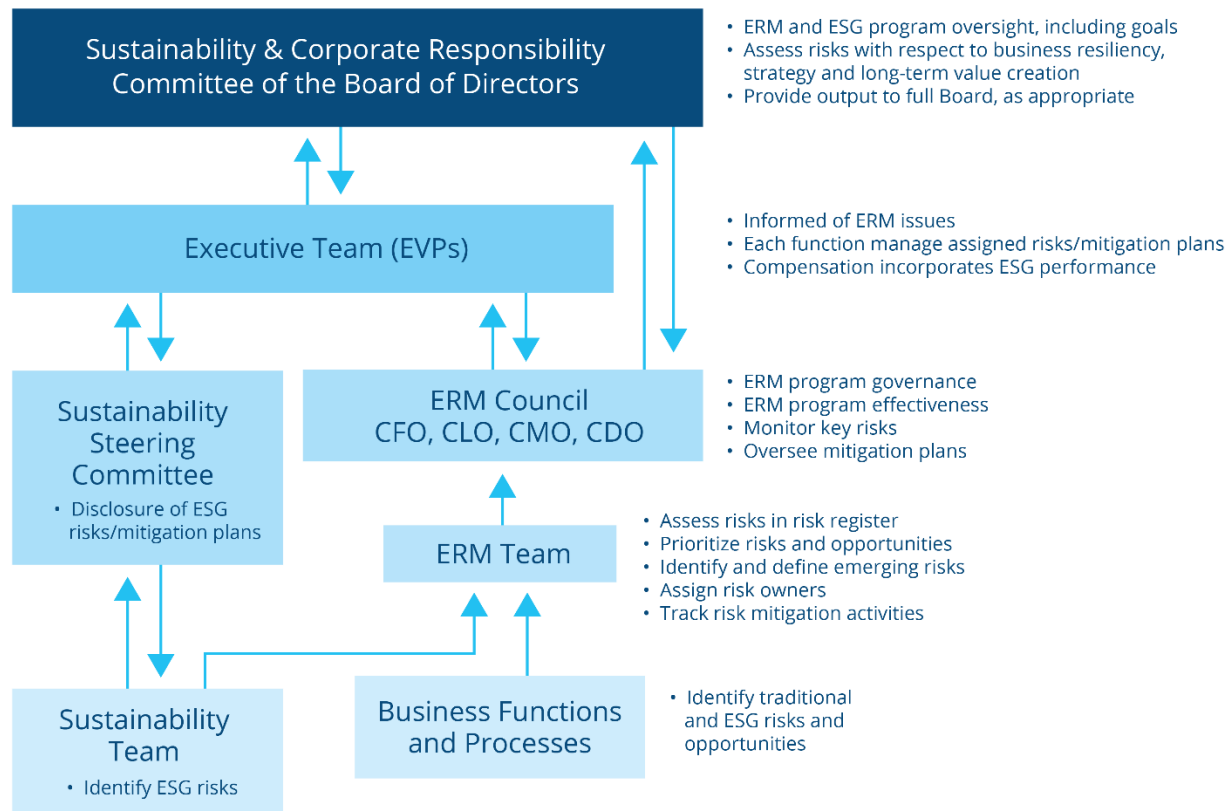 Sustainability & Corporate Responsibility
Committee of the Board of Directors
• ERM and ESG program oversight, including goals
• Assess risks with respect to business resiliency,
strategy and long-term value creation
• Provide output to full Board, as appropriate
Executive Team (EVPs)
• Informed of ERM issues
• Each function manage assigned risks/mitigation plans
• Compensation incorporates ESG performance
Sustainability
Steering
Committee
• Disclosure of ESG
risks/mitigation plans
ERM Council
CFO, CLO, CMO, CDO
• ERM program governance
• ERM program effectiveness
• Monitor key risks
• Oversee mitigation plans
ERM Team
• Assess risks in risk register
• Prioritize risks and opportunities
• Identify and define emerging risks
• Assign risk owners
• Track risk mitigation activities
Sustainability
Team
• Identify ESG risks
Business Functions
and Processes
• Identify traditional
and ESG risks and
opportunities